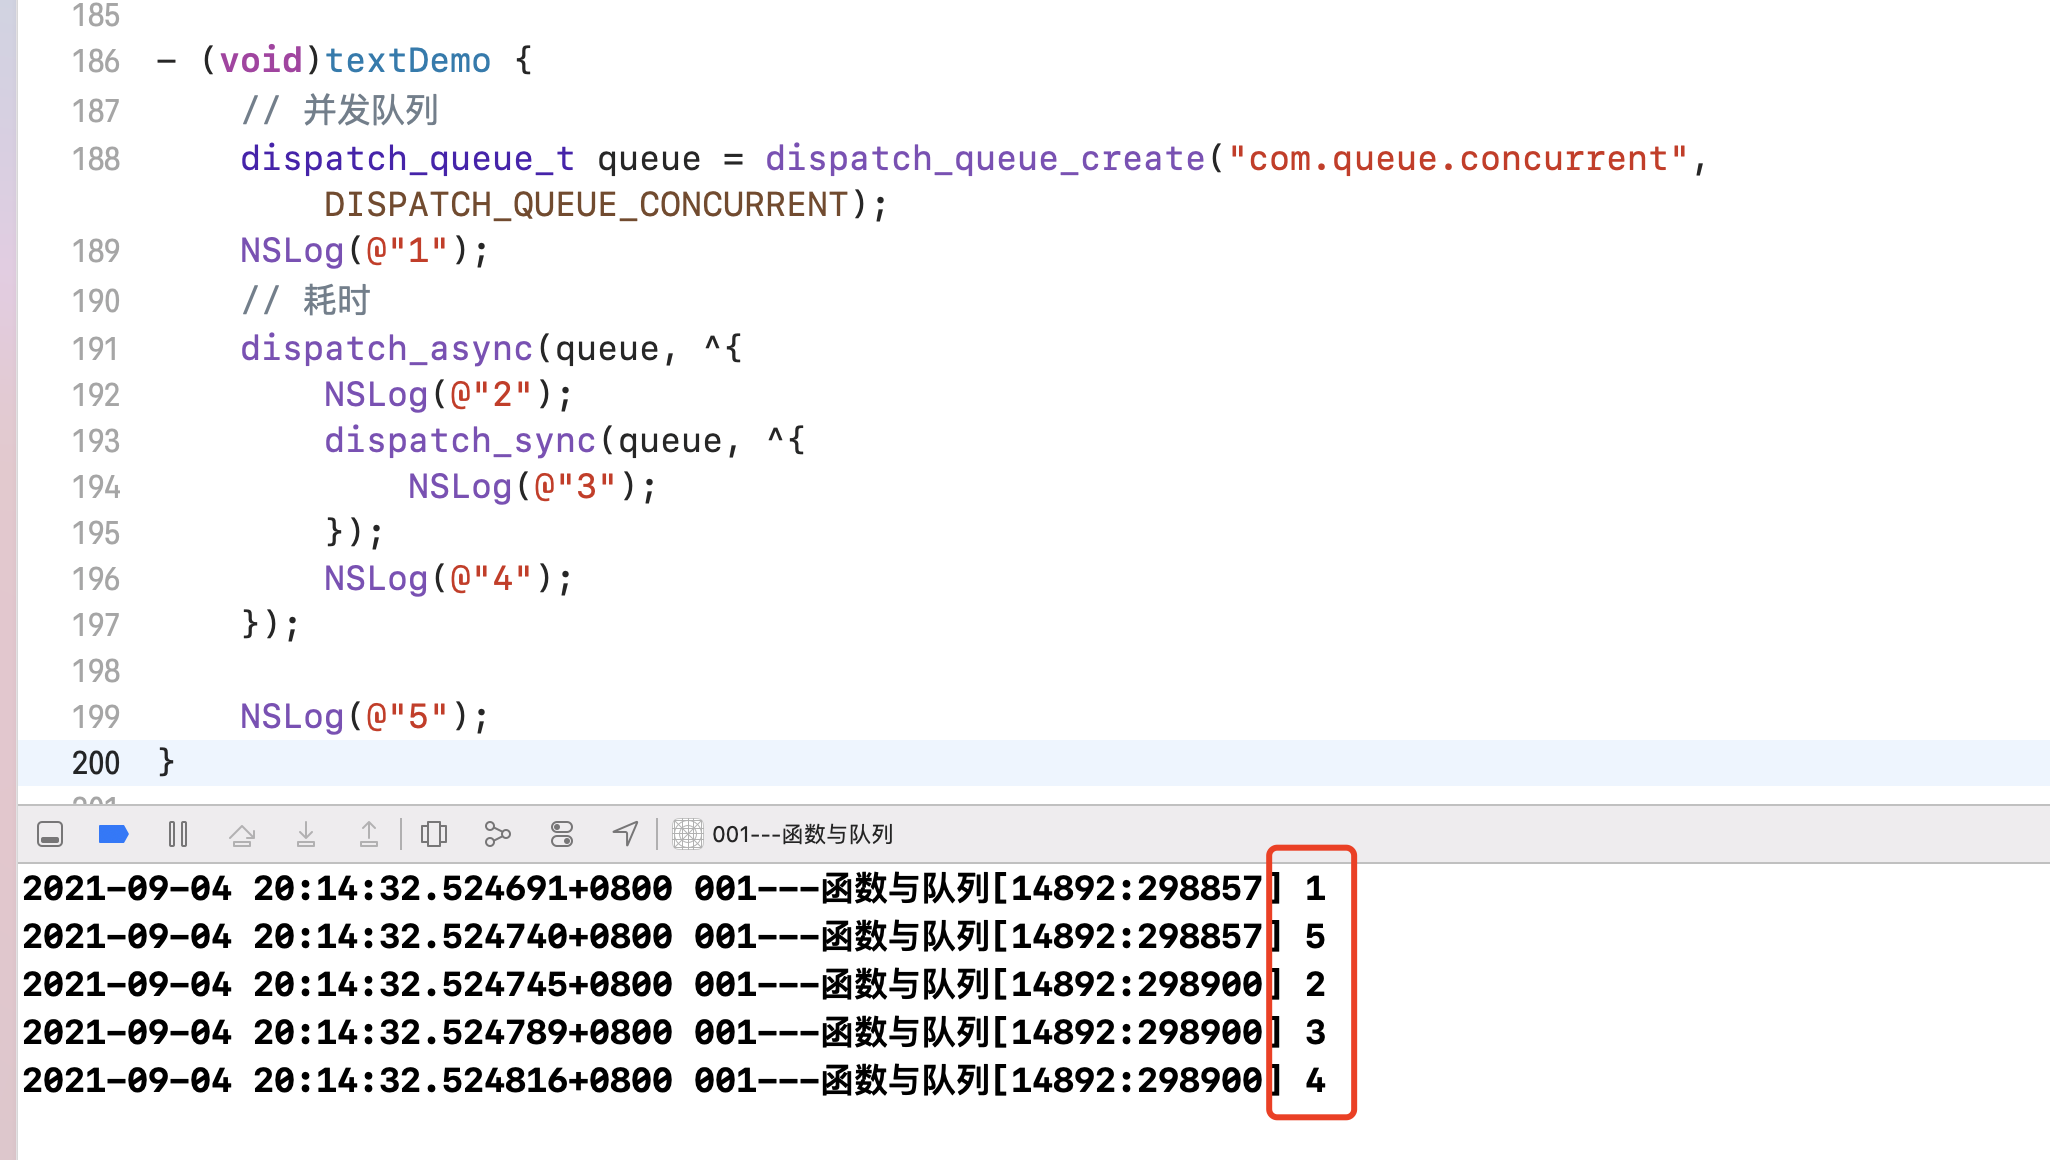 185
186 - (void)textDemo {
187 // 并发队列
188 dispatch_queue_t queue = dispatch_queue_create("com.queue.concurrent",
DISPATCH_QUEUE_CONCURRENT);
189 NSLog(@"1");
190 // 耗时
191 dispatch_async(queue, ^{
192 NSLog(@"2");
193 dispatch_sync(queue, ^{
194 NSLog(@"3");
195 });
196 NSLog(@"4");
197 });
198
199 NSLog(@"5");
200 }
201
001---函数与队列
2021-09-04 20:14:32.524691+0800 001---函数与队列[14892:298857] 1
2021-09-04 20:14:32.524740+0800 001---函数与队列[14892:298857] 5
2021-09-04 20:14:32.524745+0800 001---函数与队列[14892:298900] 2
2021-09-04 20:14:32.524789+0800 001---函数与队列[14892:298900] 3
2021-09-04 20:14:32.524816+0800 001---函数与队列[14892:298900] 4